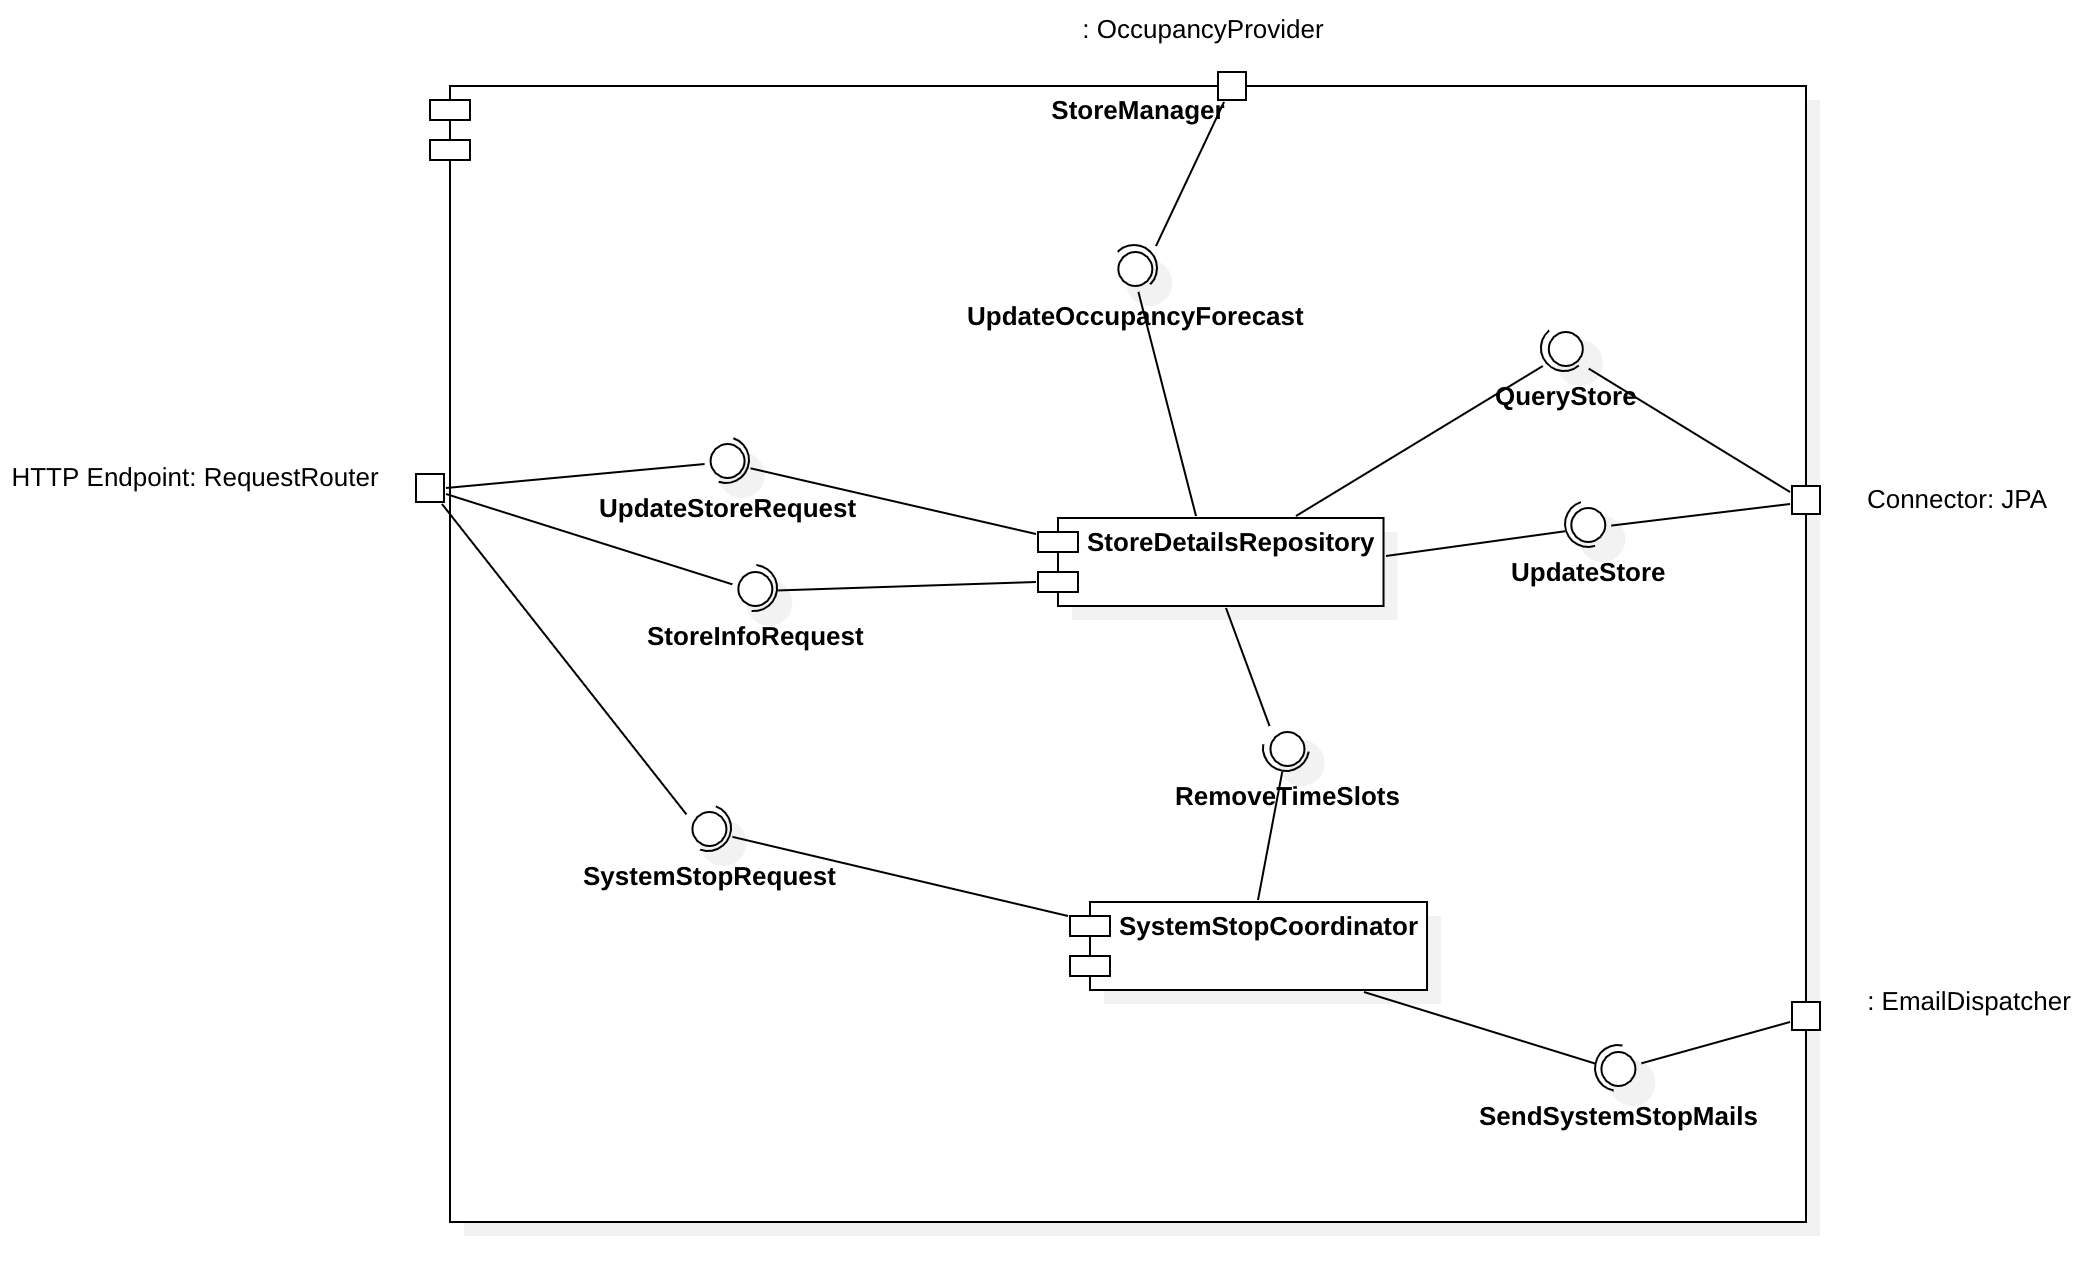 : OccupancyProvider
StoreManager
UpdateOccupancyForecast
QueryStore
HTTP Endpoint: RequestRouter
UpdateStoreRequest
Connector: JPA
StoreDetailsRepository
UpdateStore
StoreInfoRequest
RemoveTimeSlots
SystemStopRequest
SystemStopCoordinator
: EmailDispatcher
SendSystemStopMails